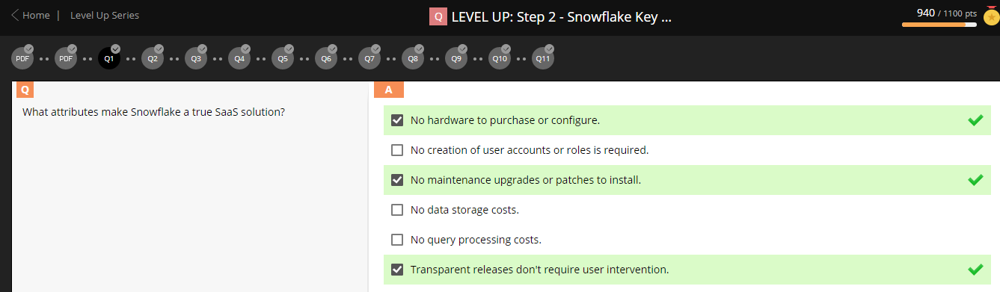 Home | Level Up Series
Q LEVEL UP: Step 2 - Snowflake Key ...
940 / 1100 pts
PDF PDF Q1 Q2 Q3 Q4 Q5 Q6 Q7 Q8 Q9 Q10 Q11
Q
What attributes make Snowflake a true SaaS solution?
A
No hardware to purchase or configure.
No creation of user accounts or roles is required.
No maintenance upgrades or patches to install.
No data storage costs.
No query processing costs.
Transparent releases don't require user intervention.